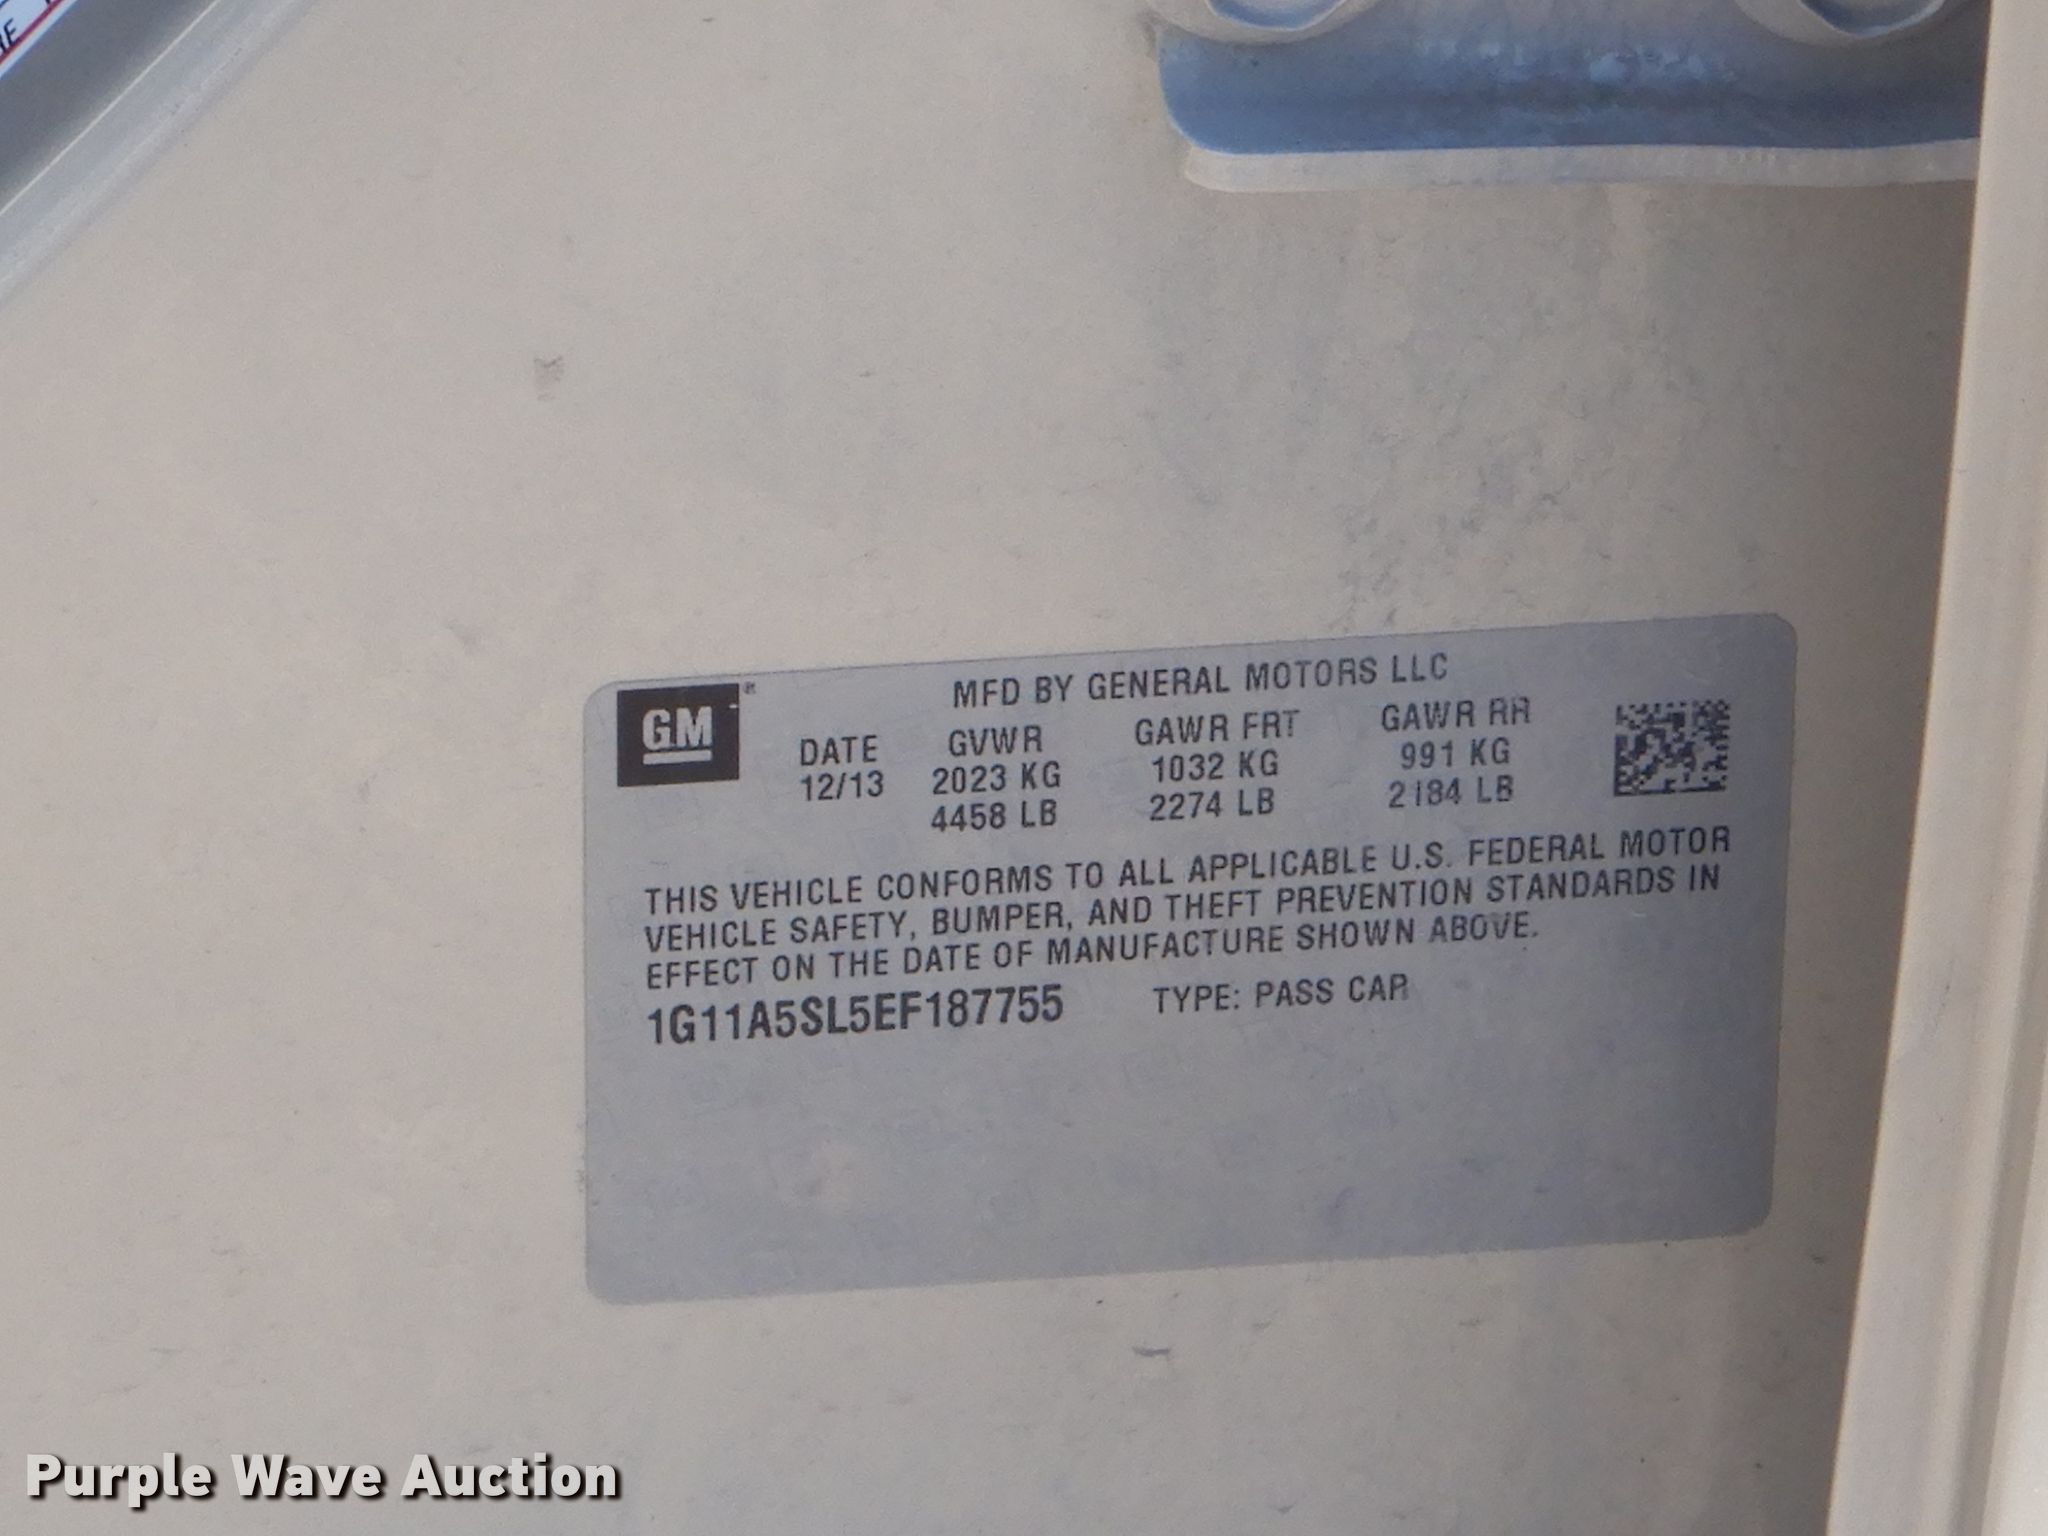 GM
MFD BY GENERAL MOTORS LLC
DATE GVWR GAWR FRT GAWR RR
12/13 2023 KG 1032 KG 991 KG
4458 LB 2274 LB 2184 LB
THIS VEHICLE CONFORMS TO ALL APPLICABLE U.S. FEDERAL MOTOR
VEHICLE SAFETY, BUMPER, AND THEFT PREVENTION STANDARDS IN
EFFECT ON THE DATE OF MANUFACTURE SHOWN ABOVE.
1G11A5SL5EF187755 TYPE: PASS CAR
Purple Wave Auction